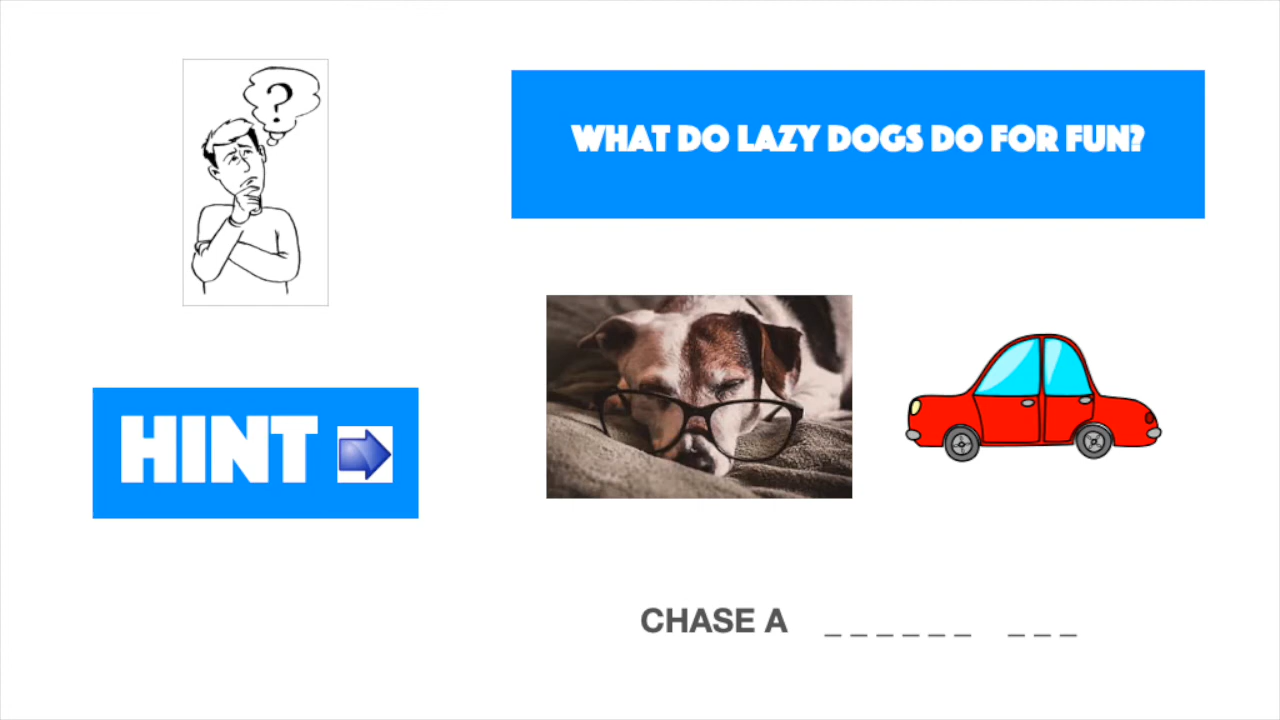 ?
WHAT DO LAZY DOGS DO FOR FUN?
HINT
CHASE A _ _ _ _ _ _ _ _ _